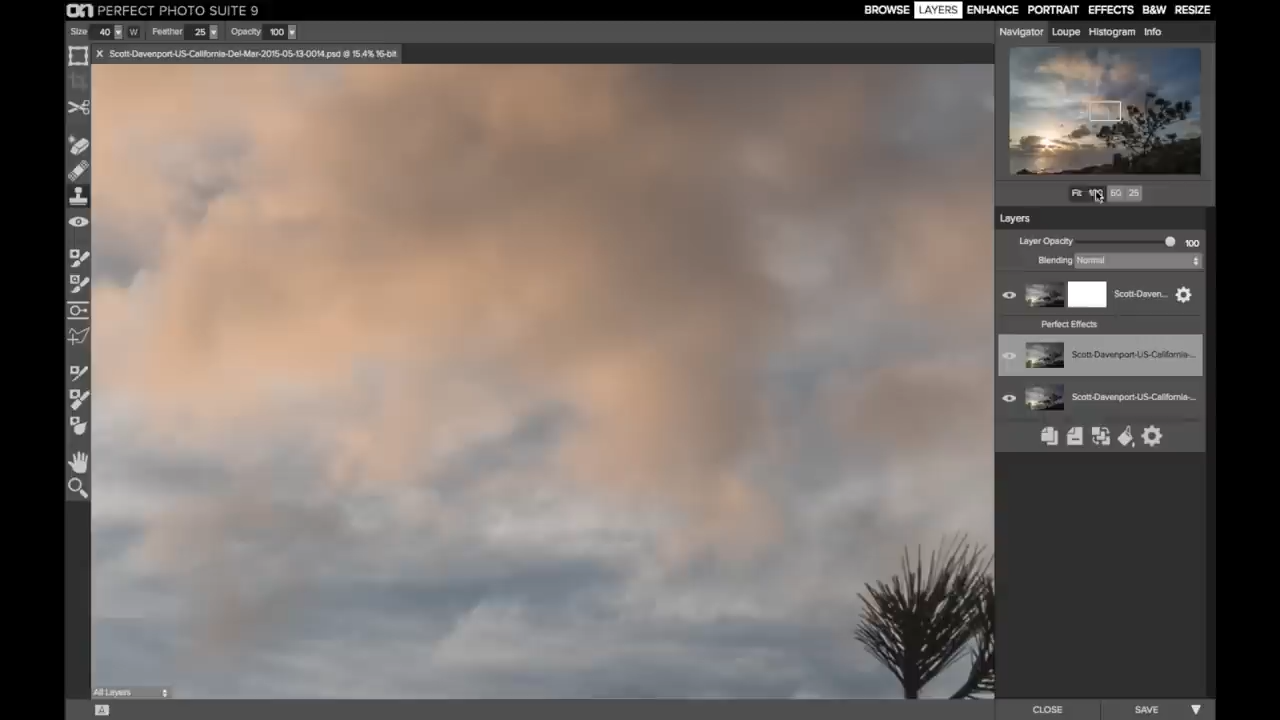 on PERFECT PHOTO SUITE 9
BROWSE LAYERS ENHANCE PORTRAIT EFFECTS B&W RESIZE
Size 40 W Feather 25 Opacity 100
Navigator Loupe Histogram Info
× Scott-Davenport-US-California-Del-Mar-2015-05-13-0014.psd @ 15.4% 16-bit
Fit 25
Layers
Layer Opacity 100
Blending Normal
Scott-Daven...
Perfect Effects
Scott-Davenport-US-California-...
Scott-Davenport-US-California-...
All Layers
A
CLOSE SAVE